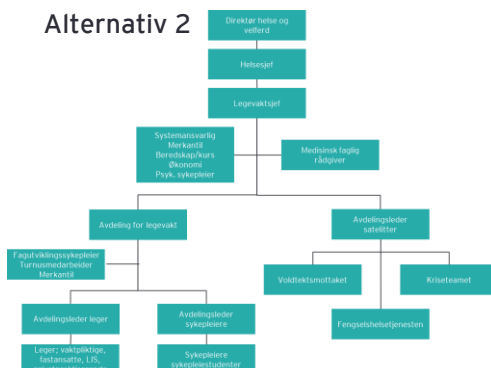 Alternativ 2
Direktør helse og
velferd
Helsesjef
Legevaktsjef
Systemansvarlig
Merkantil
Beredskap/kurs
Økonomi
Psyk. sykepleier
Medisinsk faglig
rådgiver
Avdeling for legevakt
Avdelingsleder
satelitter
Fagutviklingssykepleier
Turnusmedarbeider
Merkantil
Voldtektsmottaket
Kriseteamet
Avdelingsleder leger
Avdelingsleder
sykepleiere
Fengselshelsetjenesten
Leger; vaktpliktige,
fastansatte, LIS,
Sykepleiere
sykepleiestudenter